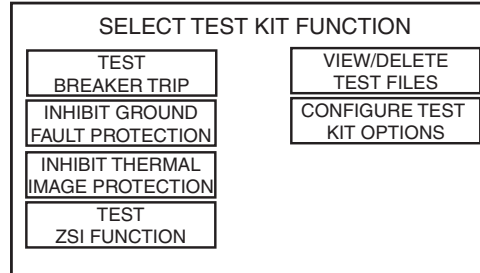 SELECT TEST KIT FUNCTION
TEST
BREAKER TRIP
INHIBIT GROUND
FAULT PROTECTION
INHIBIT THERMAL
IMAGE PROTECTION
TEST
ZSI FUNCTION
VIEW/DELETE
TEST FILES
CONFIGURE TEST
KIT OPTIONS